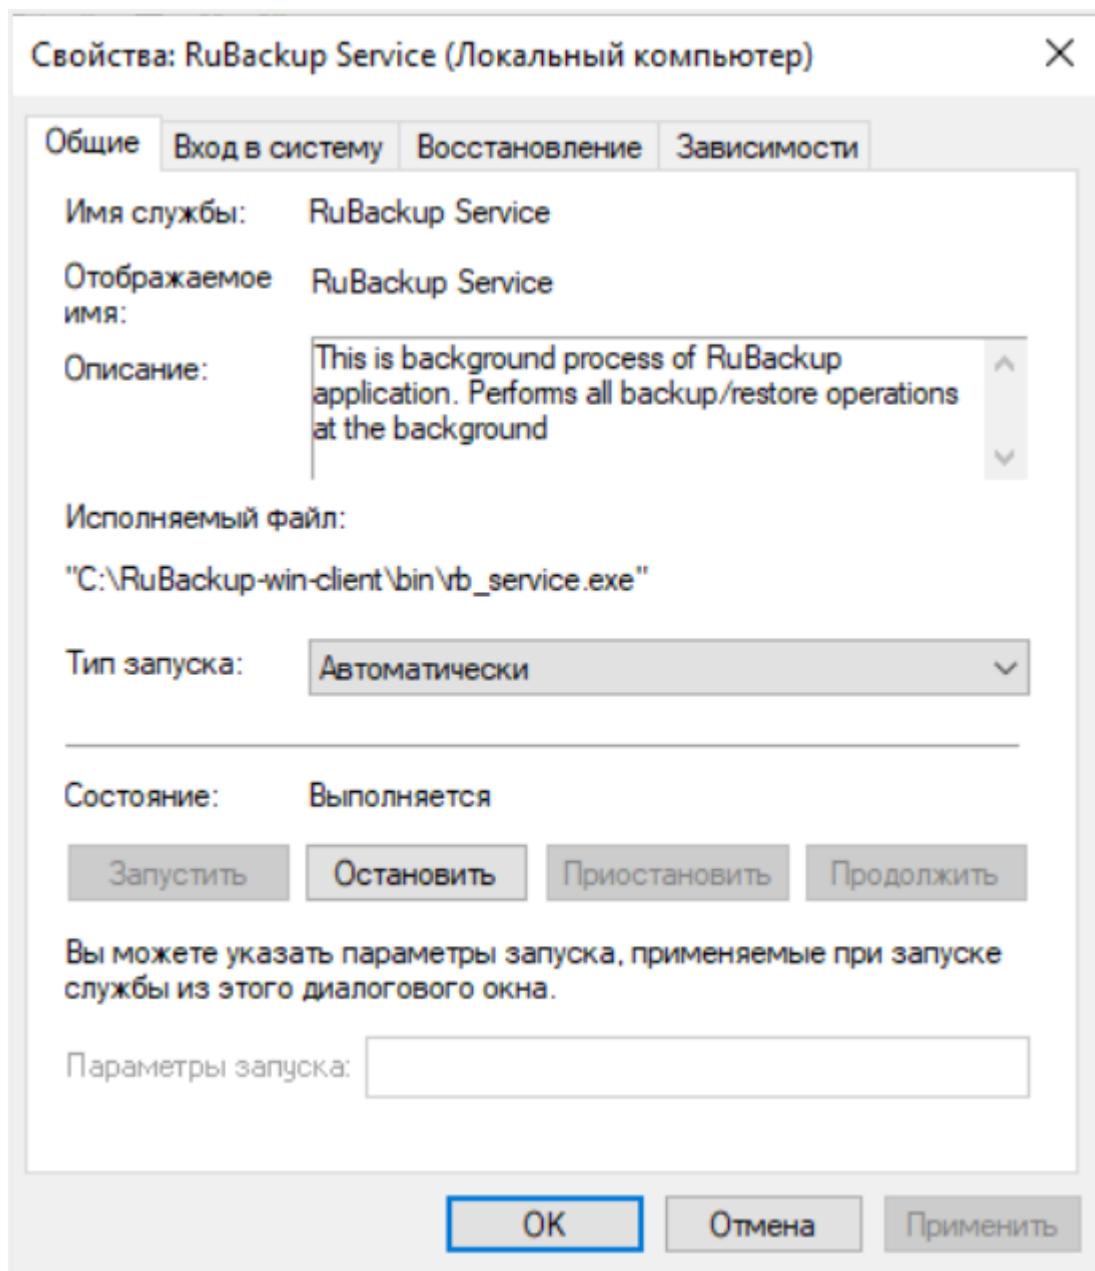 Свойства: RuBackup Service (Локальный компьютер)
Общие Вход в систему Восстановление Зависимости
Имя службы: RuBackup Service
Отображаемое имя: RuBackup Service
Описание: This is background process of RuBackup
application. Performs all backup/restore operations
at the background
Исполняемый файл:
"C:\RuBackup-win-client\bin\rb_service.exe"
Тип запуска: Автоматически
Состояние: Выполняется
Запустить Остановить Приостановить Продолжить
Вы можете указать параметры запуска, применяемые при запуске
службы из этого диалогового окна.
Параметры запуска:
ОК Отмена Применить